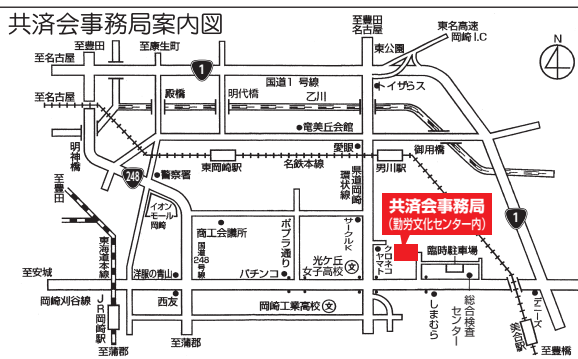 共済会事務局案内図
至豊田
名古屋
東名高速
岡崎I.C
至豊田
至康生町
至名古屋
1
国道1号線
東公園
N
至名古屋
殿橋
明代橋
乙川
トイザらス
竜美丘会館
愛眼
御用橋
明神橋
東岡崎駅
名鉄本線
県道岡崎環状線
男川駅
248
警察署
至豊田
イオンモール岡崎
東海道本線
商工会議所
国道248号線
ポプラ通り
サークルK
光ケ丘
女子高校
文
共済会事務局
(勤労文化センター内)
1
クロネコヤマト
臨時駐車場
至安城
洋服の青山
パチンコ
西友
岡崎刈谷線
JR岡崎駅
岡崎工業高校
文
しまむら
総合検査センター
デニーズ
美合駅
至蒲郡
至蒲郡
至豊橋